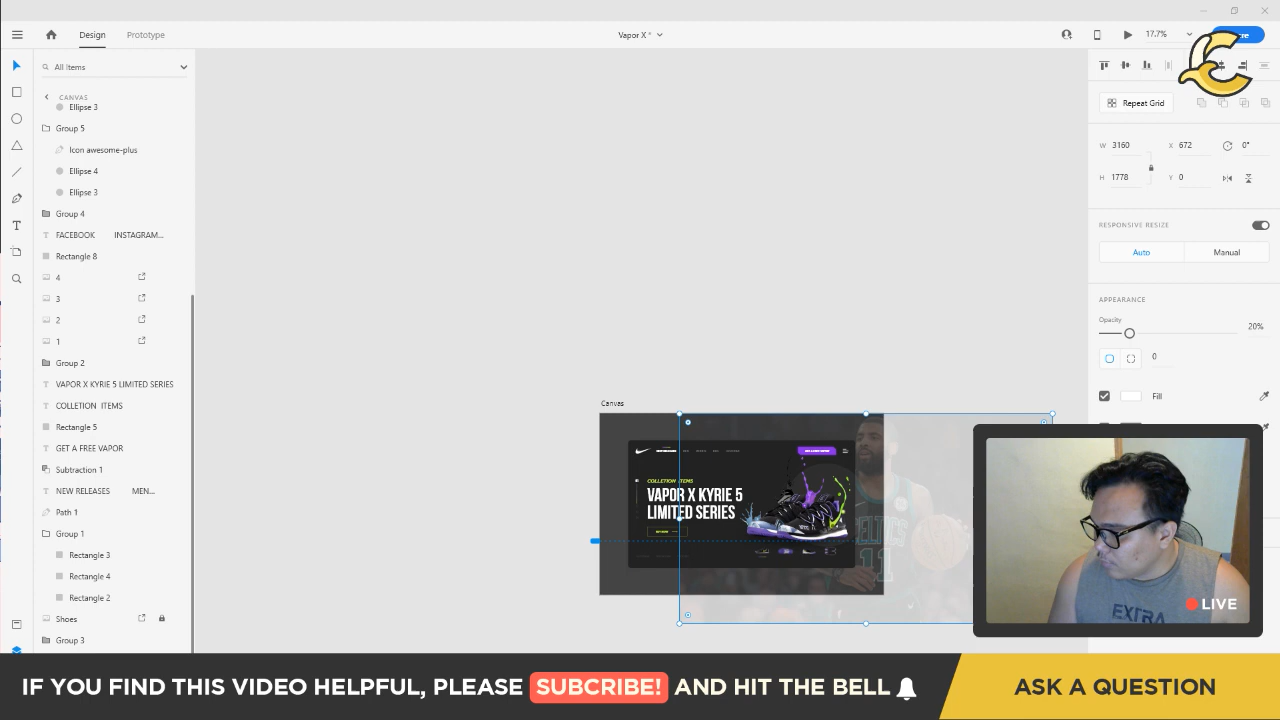 Design
Prototype
Vapor X *
17.7%
All Items
CANVAS
Ellipse 3
Group 5
Icon awesome-plus
Ellipse 4
Ellipse 3
Group 4
FACEBOOK INSTAGRAM...
Rectangle 8
4
3
2
1
Group 2
VAPOR X KYRIE 5 LIMITED SERIES
COLLETION ITEMS
Rectangle 5
GET A FREE VAPOR
Subtraction 1
NEW RELEASES MEN...
Path 1
Group 1
Rectangle 3
Rectangle 4
Rectangle 2
Shoes
Group 3
Canvas
COLLETION ITEMS
VAPOR X KYRIE 5
LIMITED SERIES
CELTICS
11
Repeat Grid
W 3160
X 672
0°
H 1778
Y 0
RESPONSIVE RESIZE
Auto
Manual
APPEARANCE
Opacity
20%
0
Fill
EXTRA
LIVE
IF YOU FIND THIS VIDEO HELPFUL, PLEASE SUBCRIBE! AND HIT THE BELL
ASK A QUESTION